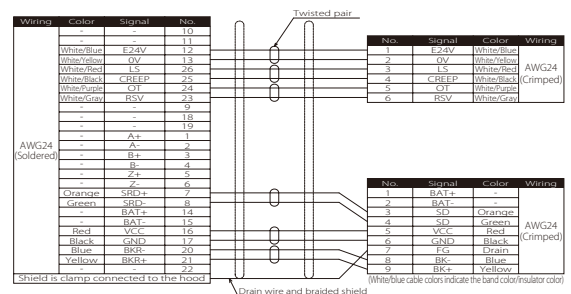 Twisted pair
Wiring Color Signal No.
- - 10
- - 11
White/Blue E24V 12
White/Yellow 0V 13
White/Red LS 26
White/Black CREEP 25
White/Purple OT 24
White/Gray RSV 23
- - 9
- - 18
- - 19
- A+ 1
AWG24 (Soldered) - A- 2
- B+ 3
- B- 4
- Z+ 5
- Z- 6
Orange SRD+ 7
Green SRD- 8
- BAT+ 14
- BAT- 15
Red VCC 16
Black GND 17
Blue BKR- 20
Yellow BKR+ 21
- - 22
Shield is clamp connected to the hood
No. Signal Color Wiring
1 E24V White/Blue
2 0V White/Yellow
3 LS White/Red AWG24
4 CREEP White/Black (Crimped)
5 OT White/Purple
6 RSV White/Gray
No. Signal Color Wiring
1 BAT+ -
2 BAT- -
3 SD Orange
4 SD Green AWG24
5 VCC Red (Crimped)
6 GND Black
7 FG Drain
8 BK- Blue
9 BK+ Yellow
(White/blue cable colors indicate the band color/insulator color)
Drain wire and braided shield